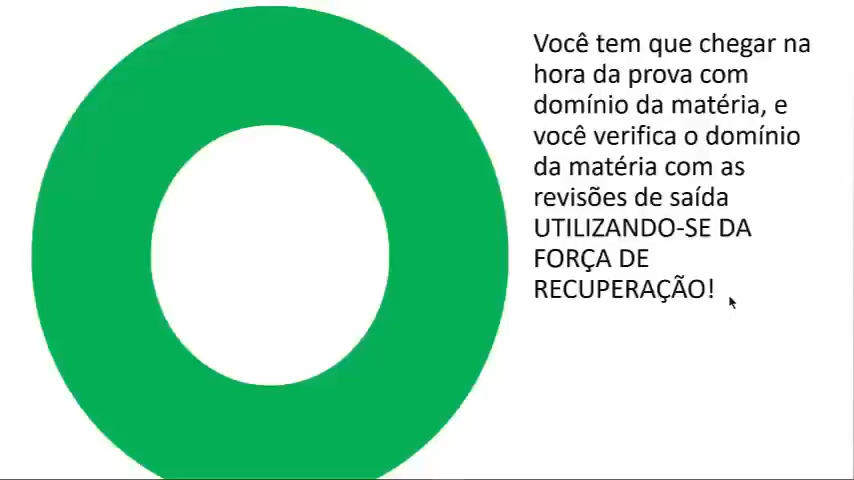 Você tem que chegar na
hora da prova com
domínio da matéria, e
você verifica o domínio
da matéria com as
revisões de saída
UTILIZANDO-SE DA
FORÇA DE
RECUPERAÇÃO!